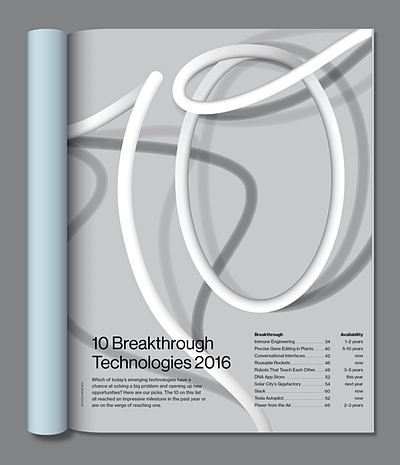 10 Breakthrough
Technologies 2016
Which of today's emerging technologies have a
chance at solving a big problem and opening up new
opportunities? Here are our picks. The 10 on this list
all reached an impressive milestone in the past year or
are on the verge of reaching one.
Breakthrough Availability
Immune Engineering 34 1–2 years
Precise Gene Editing in Plants 40 5–10 years
Conversational Interfaces 42 now
Reusable Rockets 46 now
Robots That Teach Each Other 48 3–5 years
DNA App Store 52 this year
Solar City's Gigafactory 54 next year
Slack 60 now
Tesla Autopilot 62 now
Power from the Air 66 2–3 years